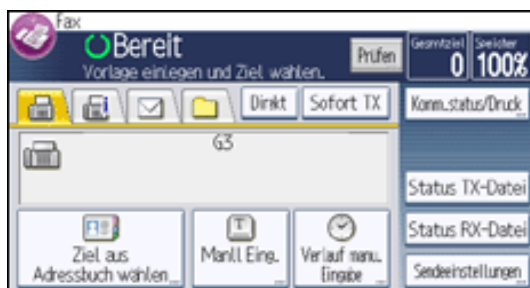 Fax
Bereit
Vorlage einlegen und Ziel wählen.
Prüfen
Gesamtziel
0
Speicher
100%
Direkt
Sofort TX
Komm.status/Druck
G3
Status TX-Datei
Status RX-Datei
Ziel aus
Adressbuch wählen
Manll Eing.
Verlauf manu.
Eingabe
Sendeeinstellungen